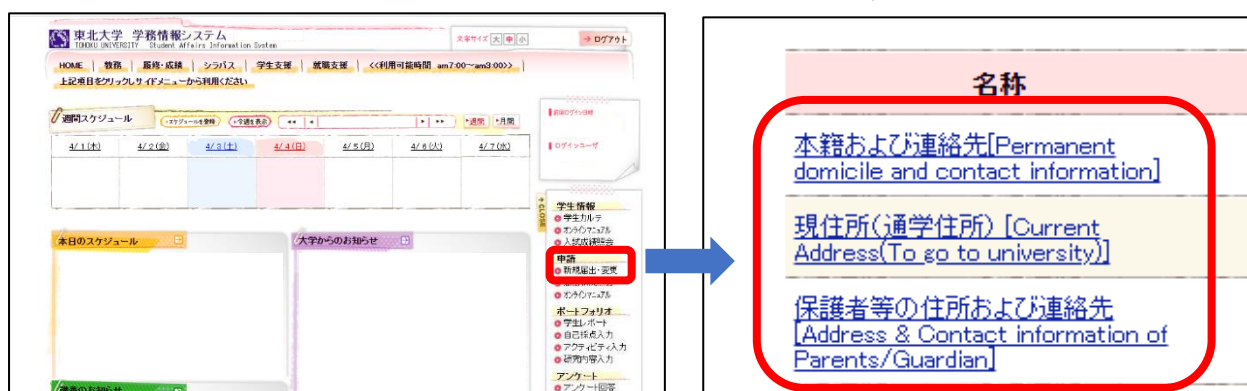 東北大学 学務情報システム
TOHOKU UNIVERSITY Student Affairs Information System
文字サイズ 大 中 小
ログアウト
HOME | 教務 | 履修・成績 | シラバス | 学生支援 | 就職支援 | <<利用可能時間 am7:00～am3:00>> |
上記項目をクリックしサイドメニューから利用ください
週間スケジュール
・スケジュールを登録
・今週を表示
週間
月間
前回ログイン日時
ログインユーザ
4/1(木) 4/2(金) 4/3(土) 4/4(日) 4/5(月) 4/6(火) 4/7(水)
CLOSE
学生情報
学生カルテ
オンラインマニュアル
入試成績照会
申請
新規届出・変更
オンラインマニュアル
ポートフォリオ
学生レポート
自己採点入力
アクティビティ入力
研究内容入力
アンケート
アンケート回答
本日のスケジュール
大学からのお知らせ
名称
本籍および連絡先[Permanent
domicile and contact information]
現住所(通学住所) [Current
Address(To go to university)]
保護者等の住所および連絡先
[Address & Contact information of
Parents/Guardian]